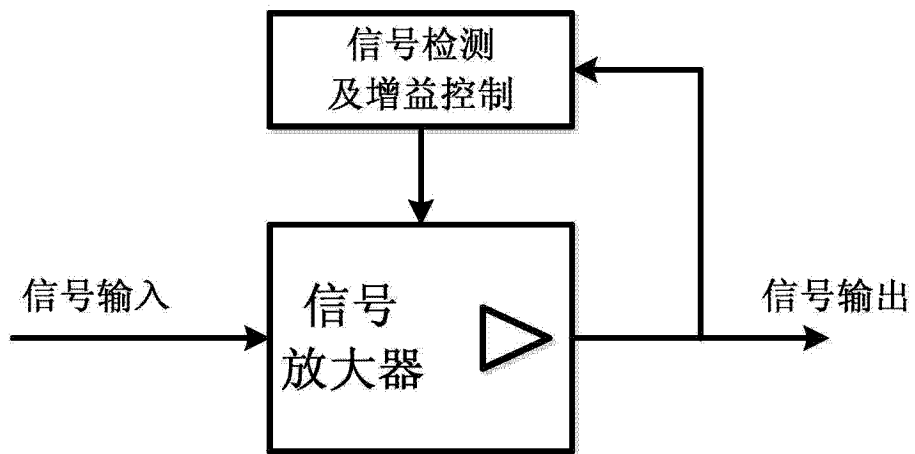 信号检测
及增益控制
信号输入
信号
放大器
信号输出